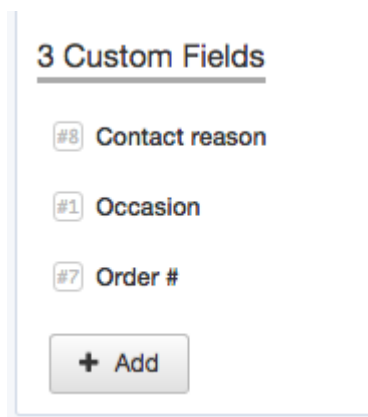 3 Custom Fields
#8 Contact reason
#1 Occasion
#7 Order #
+ Add